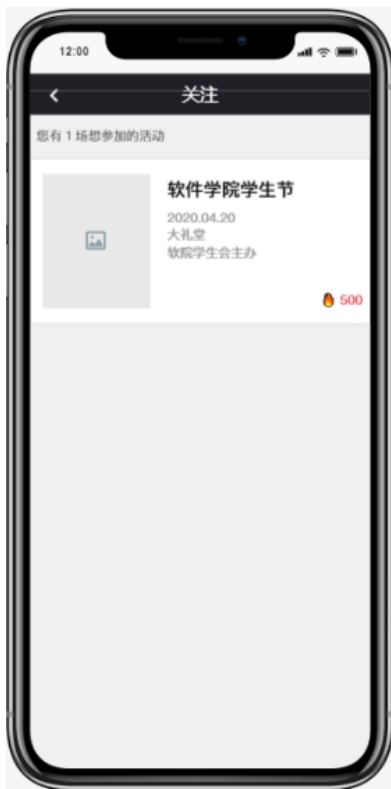 12:00
关注
您有 1 场想参加的活动
软件学院学生节
2020.04.20
大礼堂
软院学生会主办
500